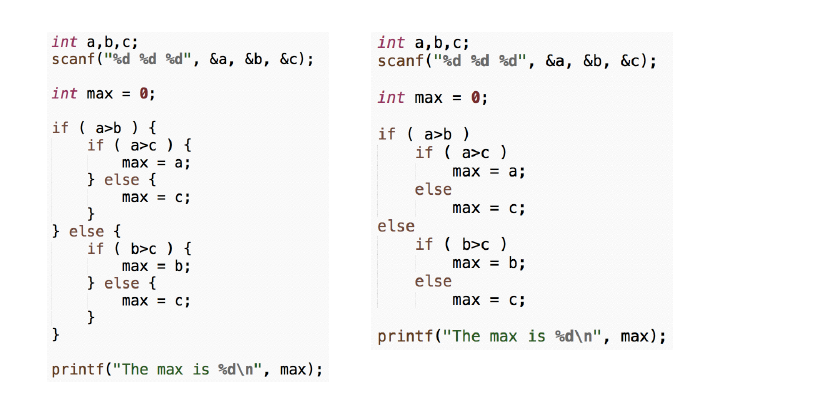 int a,b,c;
scanf("%d %d %d", &a, &b, &c);
int max = 0;
if ( a>b ) {
if ( a>c ) {
max = a;
} else {
max = c;
}
} else {
if ( b>c ) {
max = b;
} else {
max = c;
}
}
printf("The max is %d\n", max);
int a,b,c;
scanf("%d %d %d", &a, &b, &c);
int max = 0;
if ( a>b )
if ( a>c )
max = a;
else
max = c;
else
if ( b>c )
max = b;
else
max = c;
printf("The max is %d\n", max);